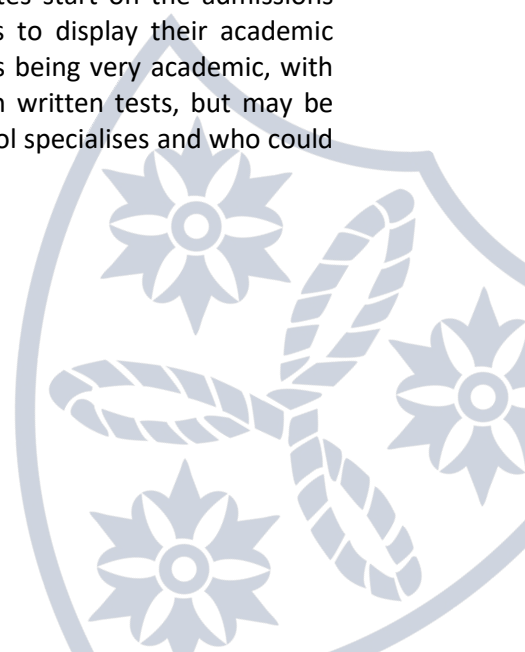 tes start on the admissions
s to display their academic
s being very academic, with
n written tests, but may be
ol specialises and who could